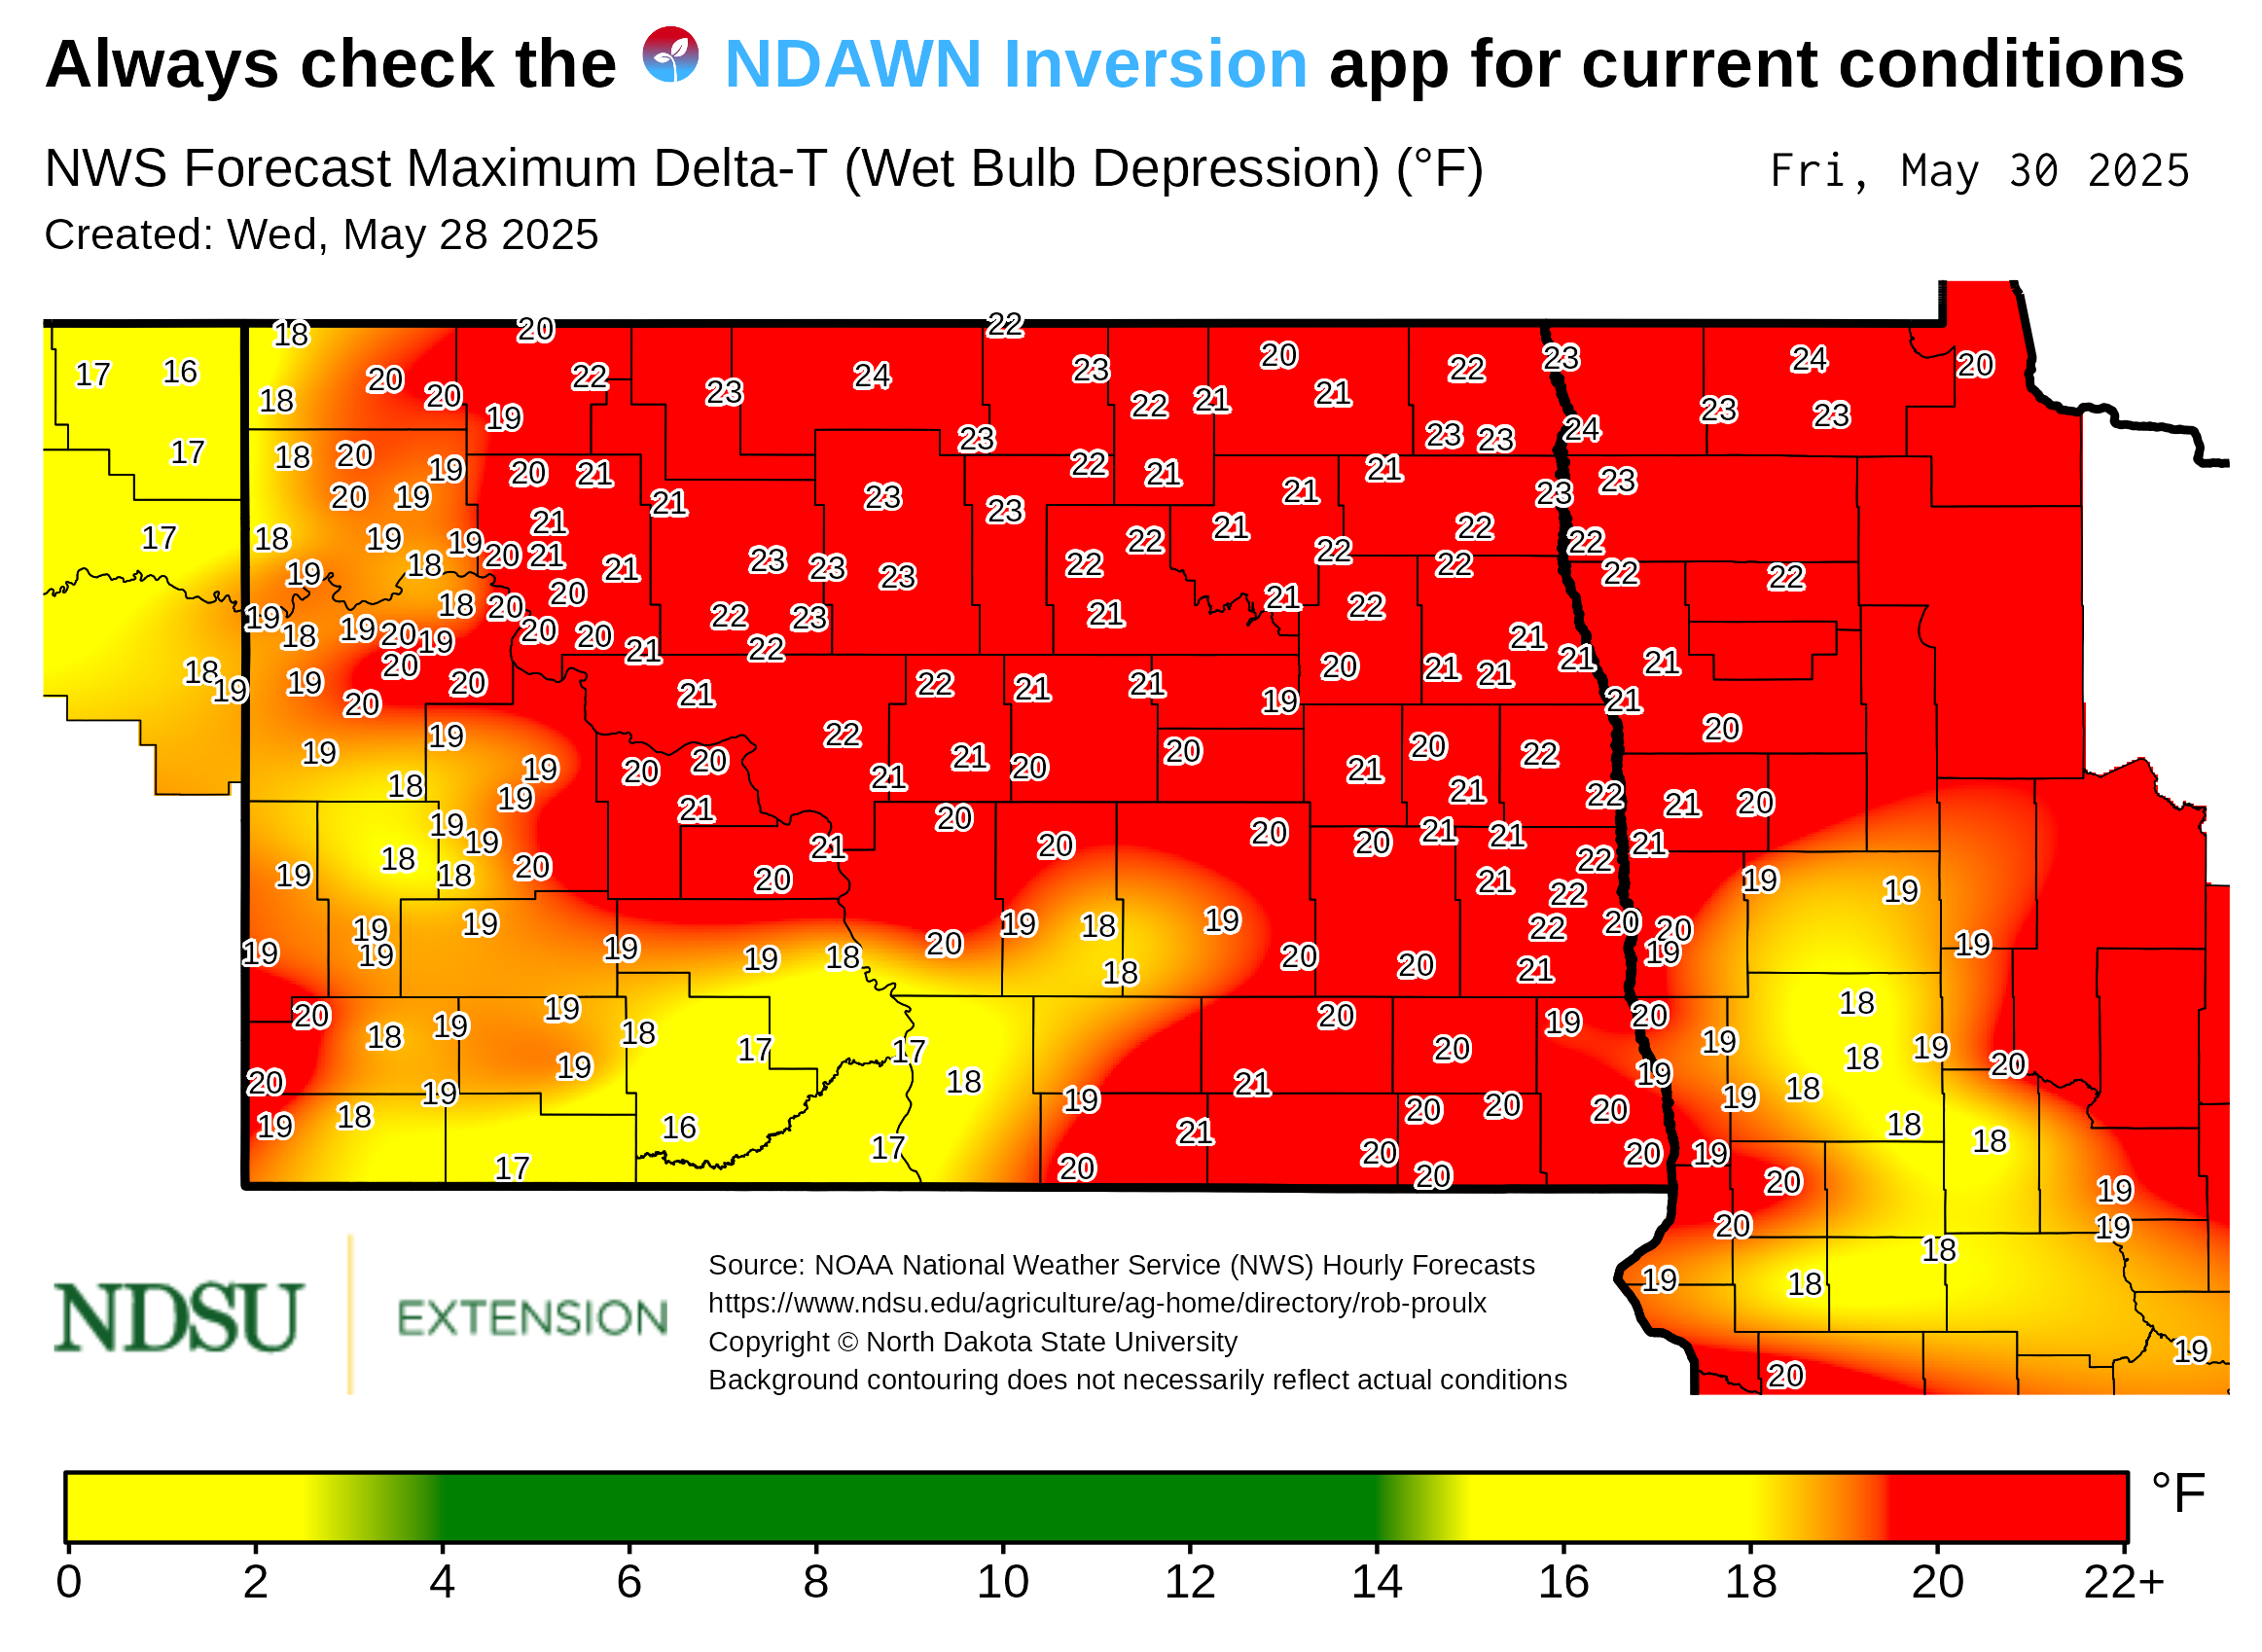 Always check the NDAWN Inversion app for current conditions
NWS Forecast Maximum Delta-T (Wet Bulb Depression) (°F)
Fri, May 30 2025
Created: Wed, May 28 2025
18 20 22
17 16 18 20 20 22 23 24 23 20 22 23 24 20
19 22 21 21 23 23 24 23 23
17 18 20 19 20 21 23 22 21 21 23 23
20 19 21 21 23 23 21 23 23
17 18 19 19 20 21 21 23 23 23 22 22 21 22 22 22 22
19 18 20 22 22 22
19 18 20 22 23 21 21 22
18 19 20 19 20 20 21 22 20 21 21 21 21 21
18 19 19 20 20 20 21 22 21 21 19 21
19 18 19 22 21 20 20 21 20 22 20
19 20 20 21 21 21 22 21 20
19 18 19 19 20 21 20 20 20 20 21 21 21
19 18 18 20 20 21 22 22 19 19
19 19 19 19 18 20 19 18 19 20 22 20 20
19 19 18 20 20 21 19 19
20 18 19 19 18 17 17 20 20 19 20 19 18 19
20 19 19 18 21 19 18 20
19 18 16 17 19 21 20 20 20 19 18 18 18
17 20 20 20 20 19 20 19
20 19
19 18 18
20 19
NDSU
EXTENSION
Source: NOAA National Weather Service (NWS) Hourly Forecasts
https://www.ndsu.edu/agriculture/ag-home/directory/rob-proulx
Copyright © North Dakota State University
Background contouring does not necessarily reflect actual conditions
°F
0 2 4 6 8 10 12 14 16 18 20 22+